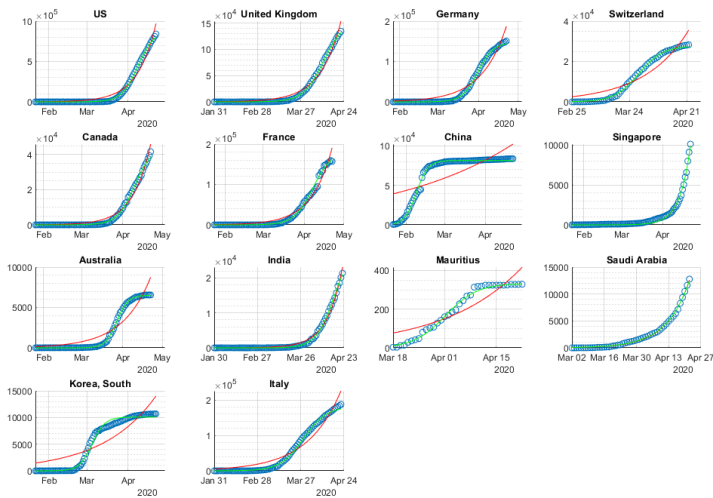 US
×10^5
10
5
0
Feb Mar Apr
2020
United Kingdom
×10^4
15
10
5
0
Jan 31 Feb 28 Mar 27 Apr 24
2020
Germany
×10^5
2
1
0
Feb Mar Apr May
2020
Switzerland
×10^4
4
2
0
Feb 25 Mar 24 Apr 21
2020
Canada
×10^4
4
2
0
Feb Mar Apr May
2020
France
×10^5
2
1
0
Feb Mar Apr May
2020
China
×10^4
10
5
0
Feb Mar Apr
2020
Singapore
10000
5000
0
Feb Mar Apr
2020
Australia
10000
5000
0
Feb Mar Apr May
2020
India
×10^4
2
1
0
Jan 30 Feb 27 Mar 26 Apr 23
2020
Mauritius
400
200
0
Mar 18 Apr 01 Apr 15
2020
Saudi Arabia
15000
10000
5000
0
Mar 02 Mar 16 Mar 30 Apr 13 Apr 27
2020
Korea, South
15000
10000
5000
0
Feb Mar Apr
2020
Italy
×10^5
2
1
0
Jan 31 Feb 28 Mar 27 Apr 24
2020